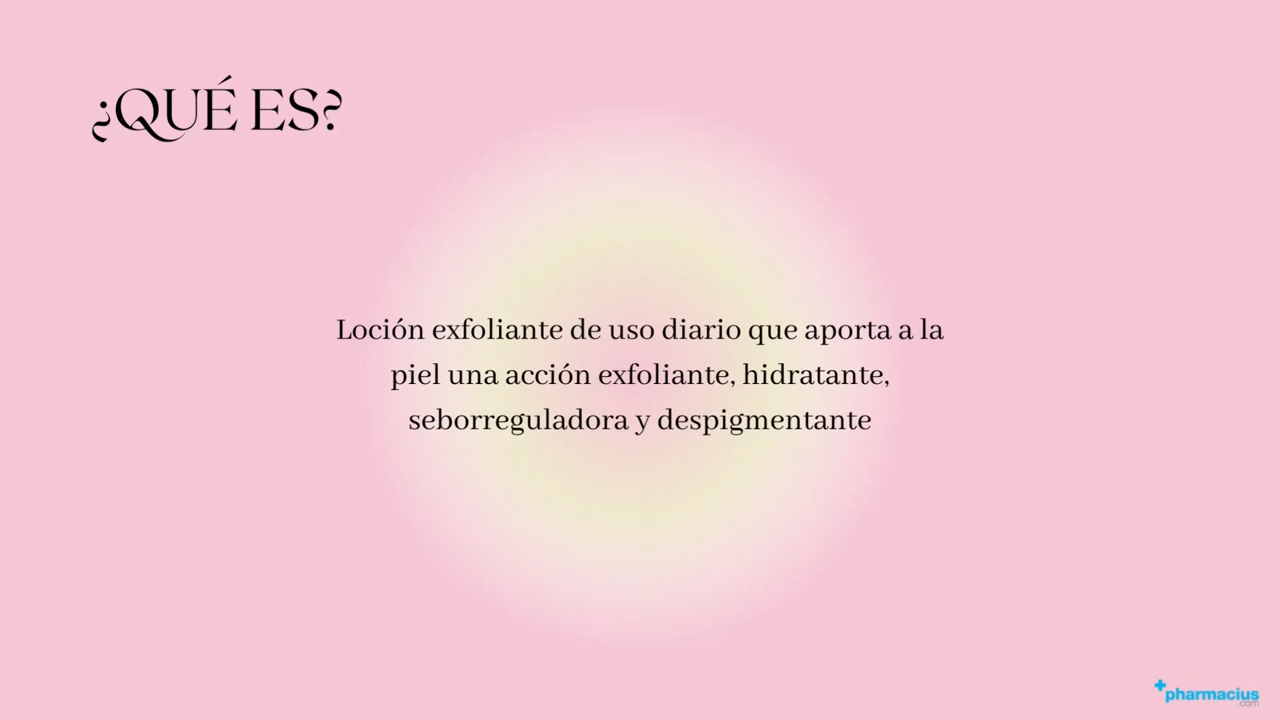 ¿QUÉ ES?
Loción exfoliante de uso diario que aporta a la
piel una acción exfoliante, hidratante,
seborreguladora y despigmentante
pharmacius
.com